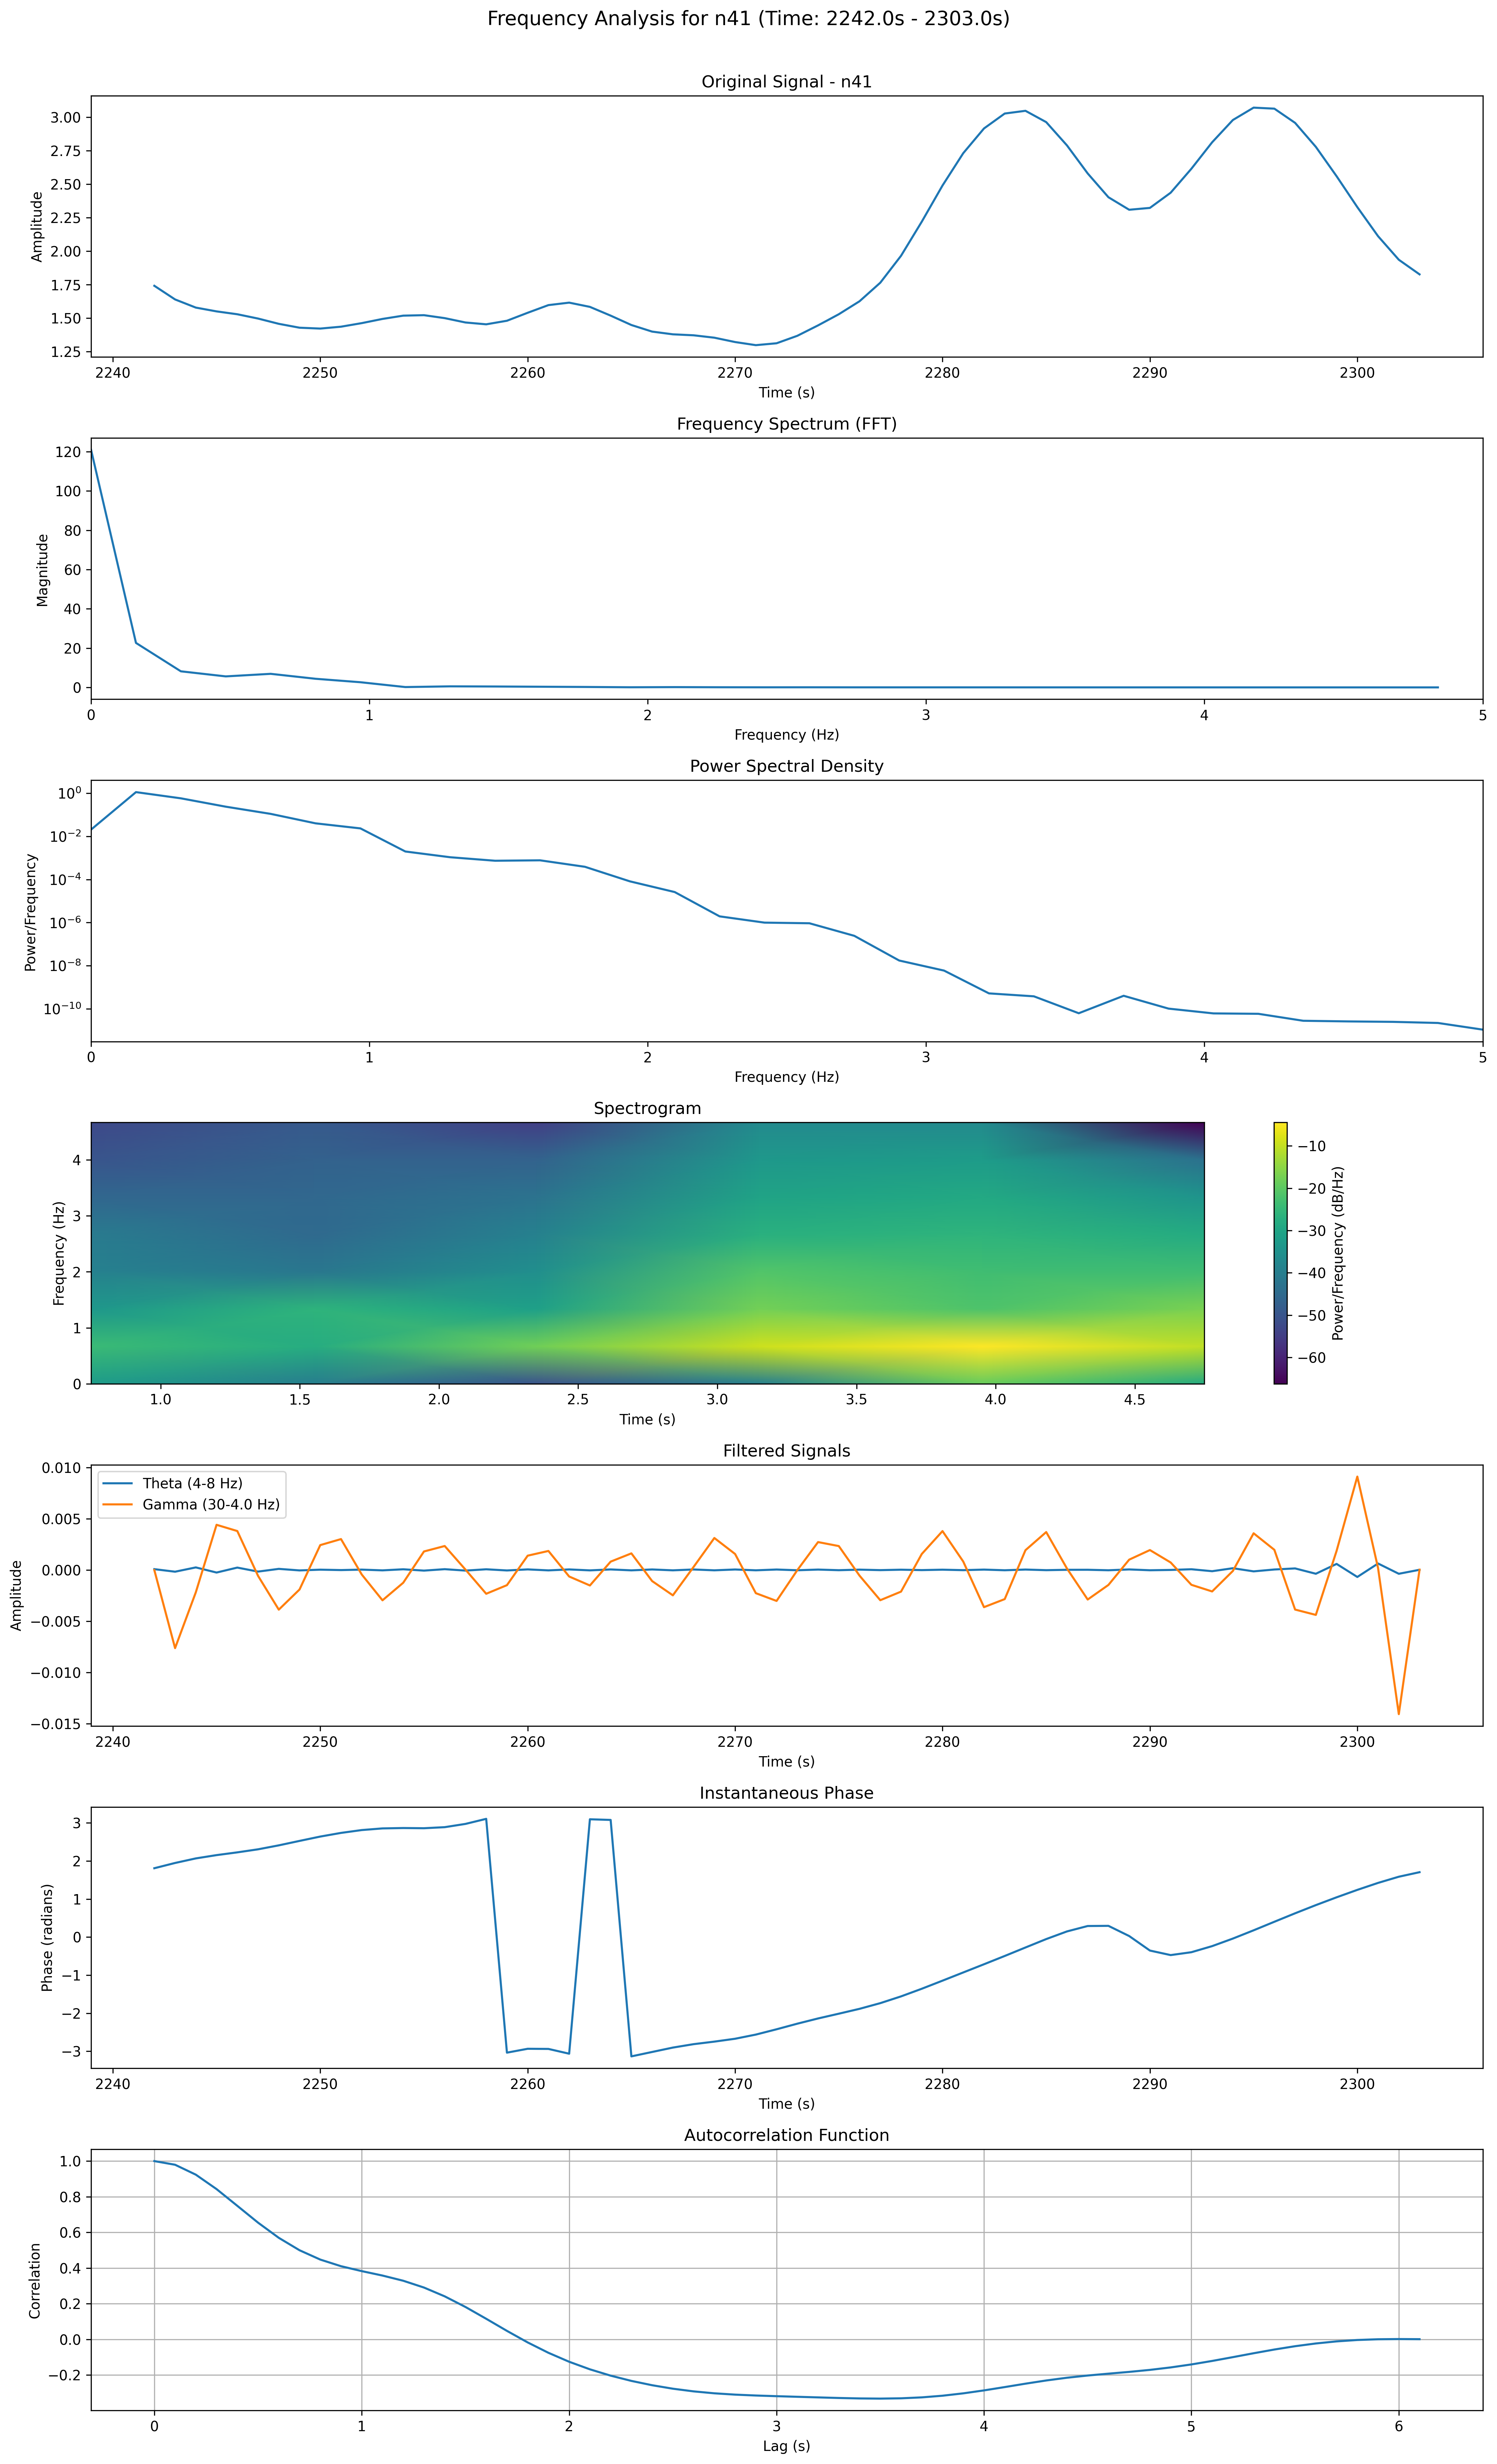 Frequency Analysis for n41 (Time: 2242.0s - 2303.0s)
Original Signal - n41
Amplitude
3.00
2.75
2.50
2.25
2.00
1.75
1.50
1.25
2240 2250 2260 2270 2280 2290 2300
Time (s)
Frequency Spectrum (FFT)
Magnitude
120
100
80
60
40
20
0
0 1 2 3 4 5
Frequency (Hz)
Power Spectral Density
Power/Frequency
10⁰
10⁻²
10⁻⁴
10⁻⁶
10⁻⁸
10⁻¹⁰
0 1 2 3 4 5
Frequency (Hz)
Spectrogram
Frequency (Hz)
4
3
2
1
0
1.0 1.5 2.0 2.5 3.0 3.5 4.0 4.5
Time (s)
−10
−20
−30
−40
−50
−60
Power/Frequency (dB/Hz)
Filtered Signals
Theta (4-8 Hz)
Gamma (30-4.0 Hz)
Amplitude
0.010
0.005
0.000
−0.005
−0.010
−0.015
2240 2250 2260 2270 2280 2290 2300
Time (s)
Instantaneous Phase
Phase (radians)
3
2
1
0
−1
−2
−3
2240 2250 2260 2270 2280 2290 2300
Time (s)
Autocorrelation Function
Correlation
1.0
0.8
0.6
0.4
0.2
0.0
−0.2
0 1 2 3 4 5 6
Lag (s)